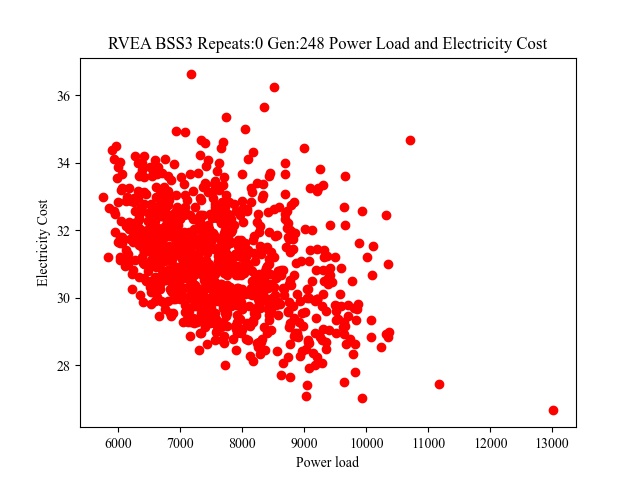 RVEA BSS3 Repeats:0 Gen:248 Power Load and Electricity Cost
36
34
32
30
28
Electricity Cost
6000 7000 8000 9000 10000 11000 12000 13000
Power load